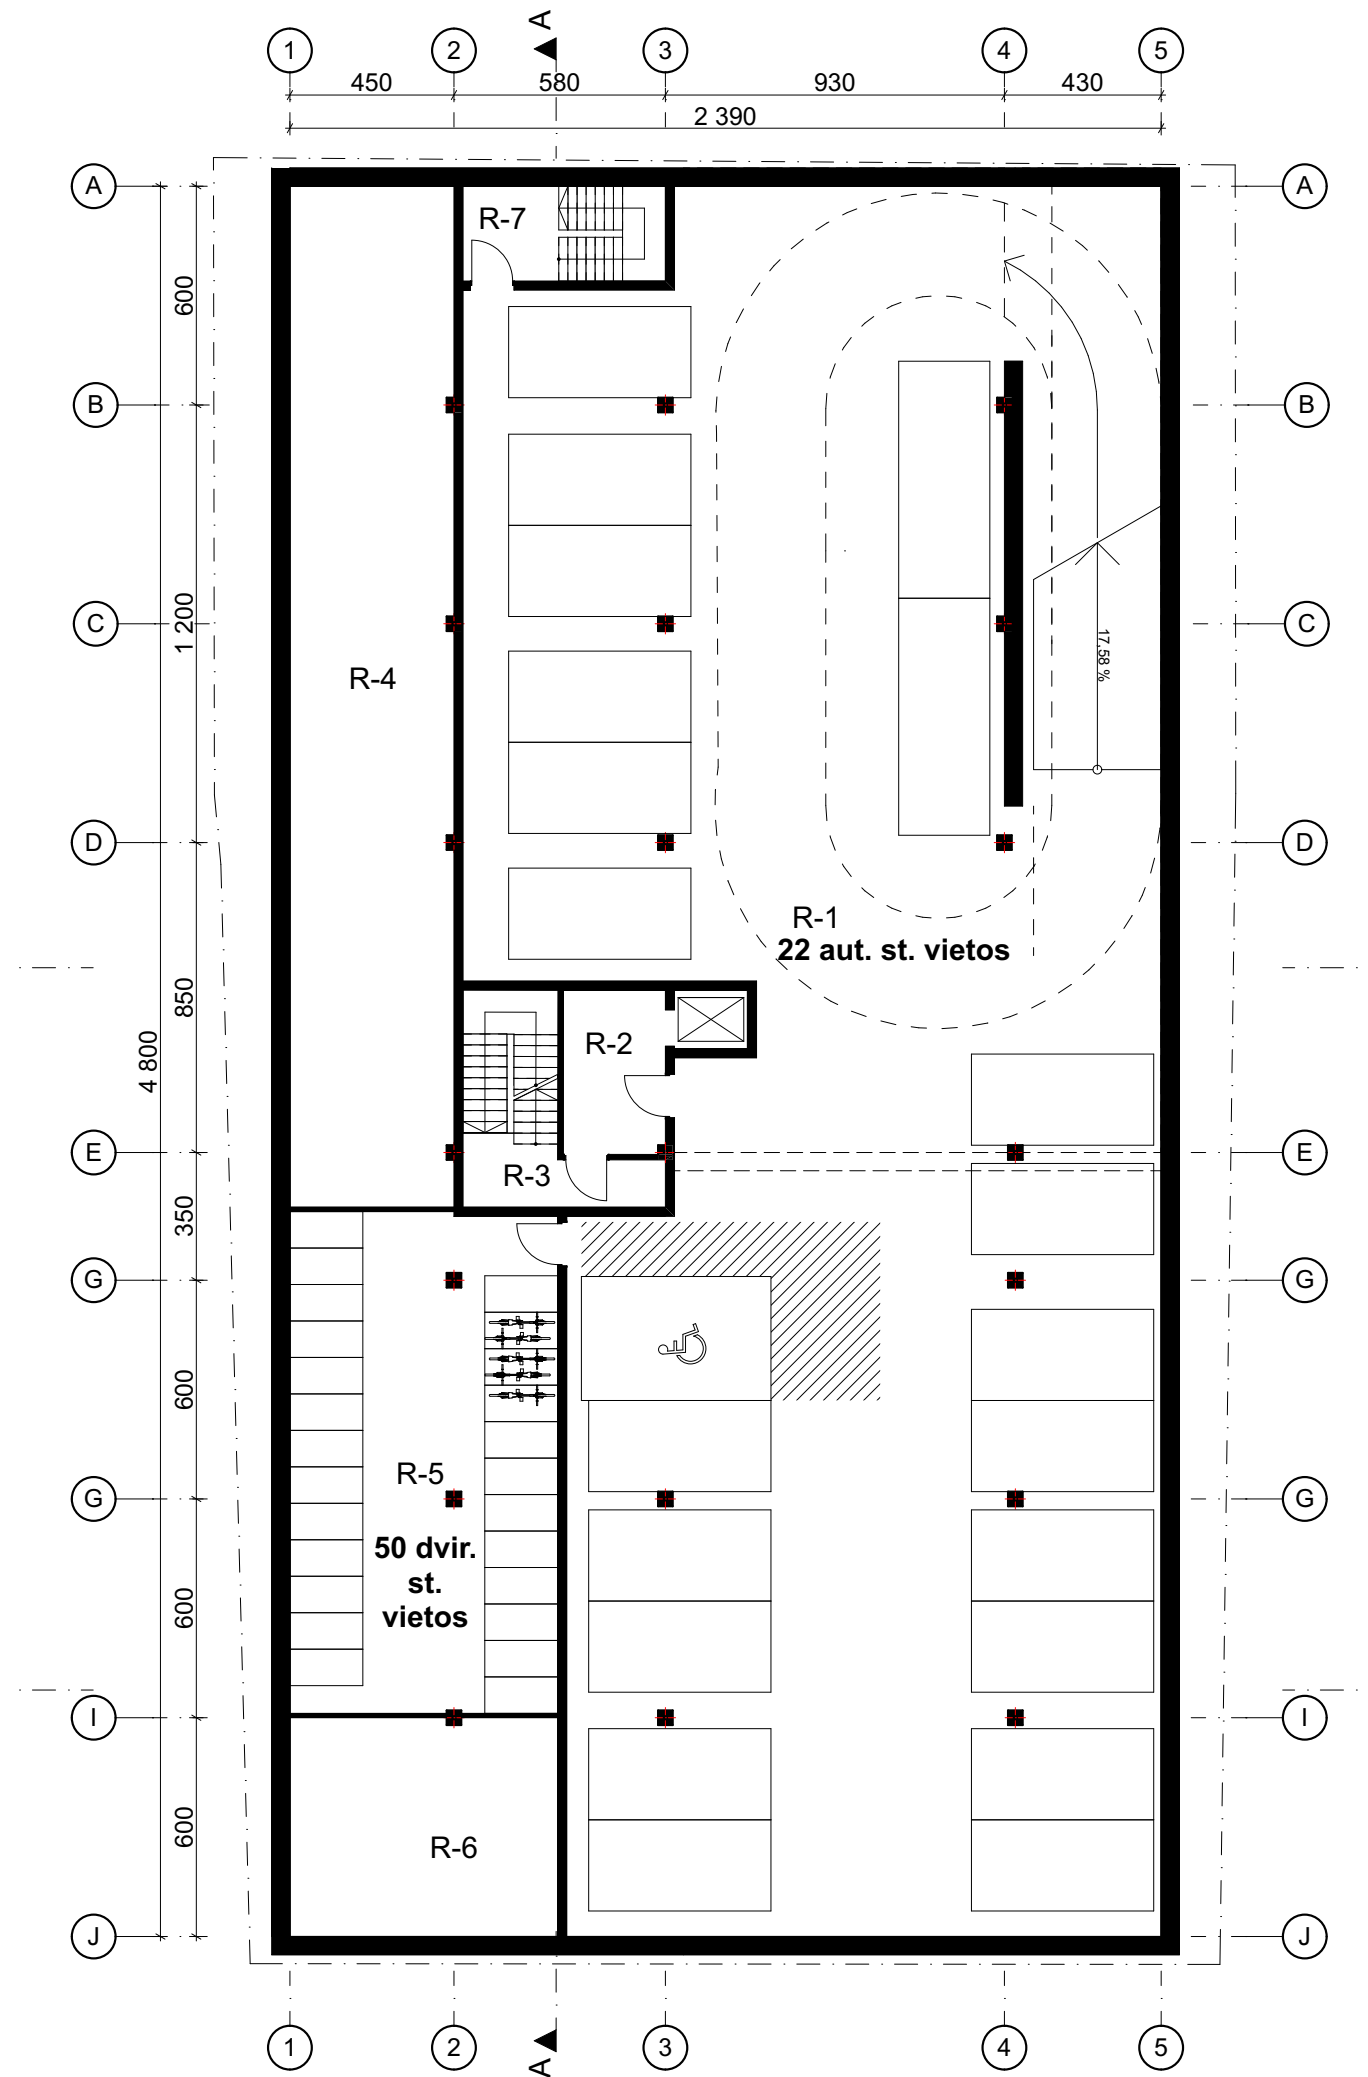 A
1 2 3 4 5
450 580 930 430
2 390
A A
R-7
600
B B
1 200
C C
17,58 %
R-4
D D
R-1
22 aut. st. vietos
850
4 800
R-2
E E
R-3
350
G G
600
R-5
G G
50 dvir.
st.
vietos
600
I I
600
R-6
J J
1 2 3 4 5
A